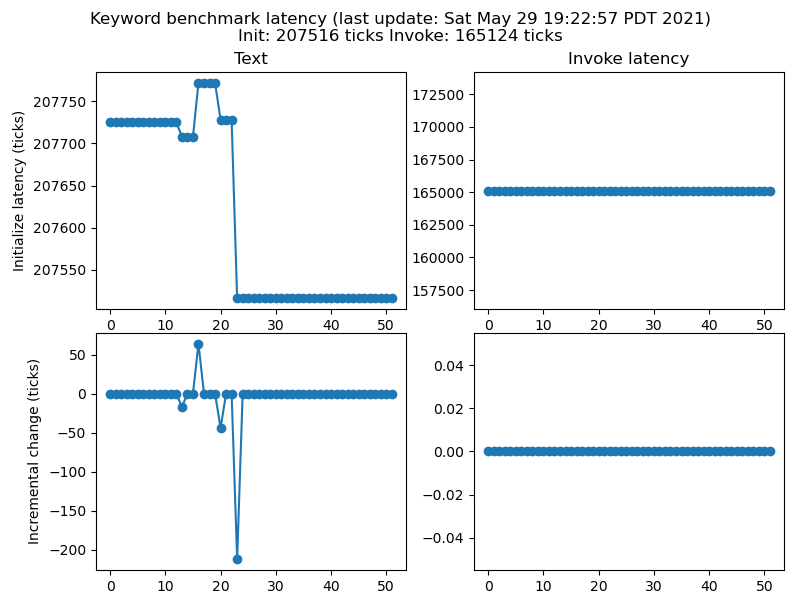 Keyword benchmark latency (last update: Sat May 29 19:22:57 PDT 2021)
Init: 207516 ticks Invoke: 165124 ticks
Text
Initialize latency (ticks)
207750
207700
207650
207600
207550
0 10 20 30 40 50
Invoke latency
172500
170000
167500
165000
162500
160000
157500
0 10 20 30 40 50
Incremental change (ticks)
50
0
−50
−100
−150
−200
0 10 20 30 40 50
0.04
0.02
0.00
−0.02
−0.04
0 10 20 30 40 50